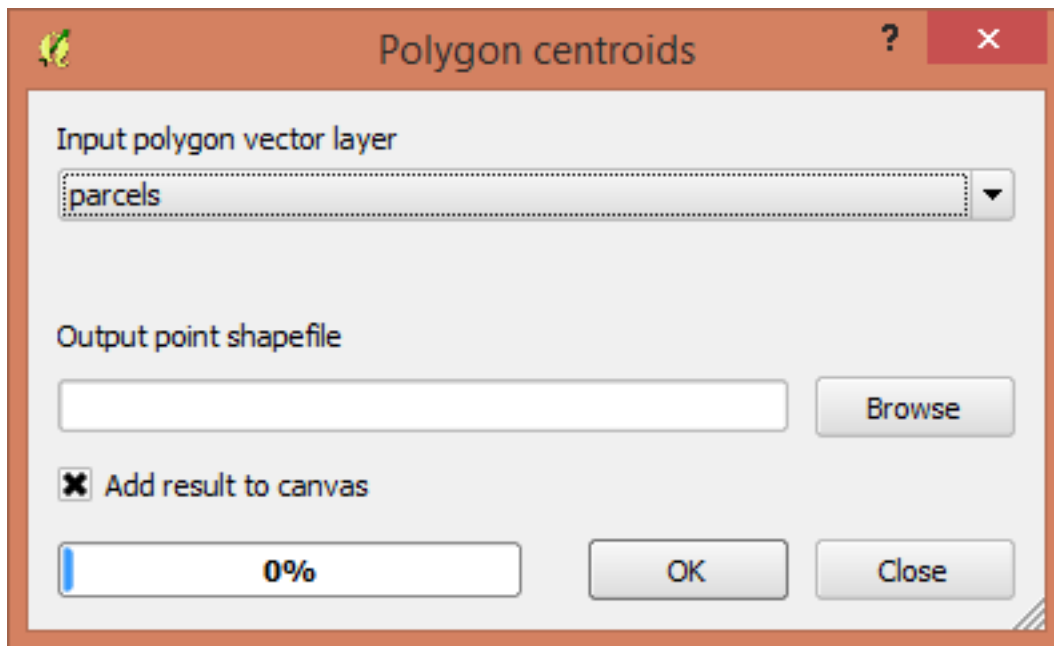 Polygon centroids
?
Input polygon vector layer
parcels
Output point shapefile
Browse
Add result to canvas
0%
OK
Close